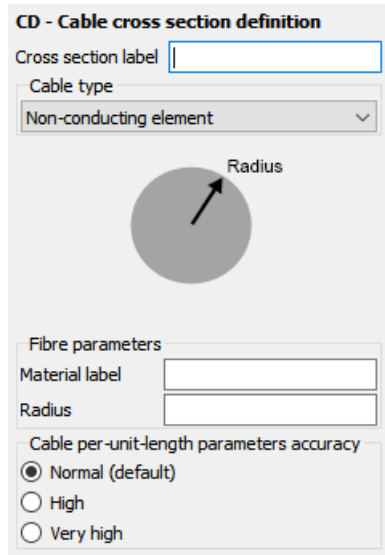 CD - Cable cross section definition
Cross section label
Cable type
Non-conducting element
Radius
Fibre parameters
Material label
Radius
Cable per-unit-length parameters accuracy
Normal (default)
High
Very high